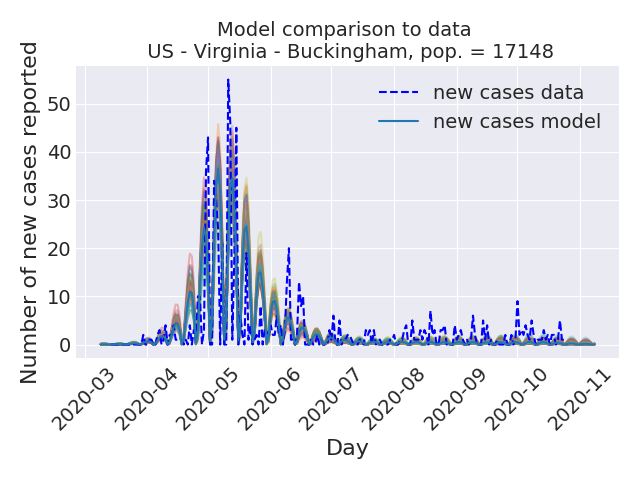 Model comparison to data
US - Virginia - Buckingham, pop. = 17148
Number of new cases reported
50
40
30
20
10
0
new cases data
new cases model
2020-03
2020-04
2020-05
2020-06
2020-07
2020-08
2020-09
2020-10
2020-11
Day